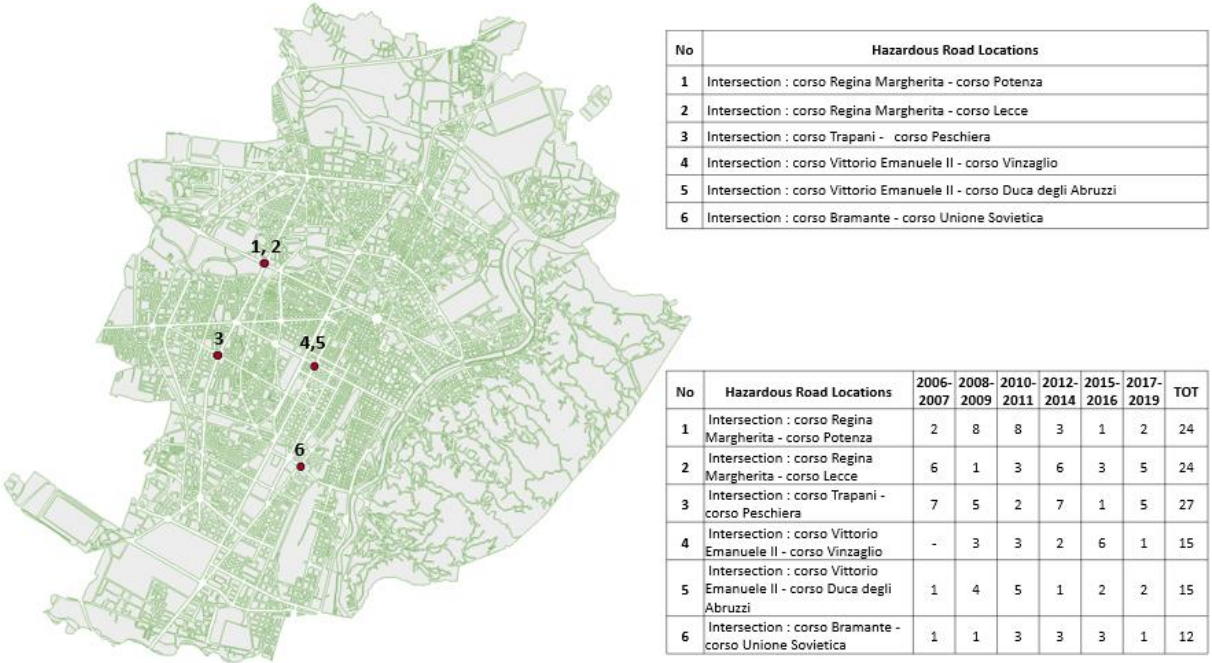 1, 2
3
4,5
6
No Hazardous Road Locations
1 Intersection : corso Regina Margherita - corso Potenza
2 Intersection : corso Regina Margherita - corso Lecce
3 Intersection : corso Trapani - corso Peschiera
4 Intersection : corso Vittorio Emanuele II - corso Vinzaglio
5 Intersection : corso Vittorio Emanuele II - corso Duca degli Abruzzi
6 Intersection : corso Bramante - corso Unione Sovietica
No Hazardous Road Locations 2006-2007 2008-2009 2010-2011 2012-2014 2015-2016 2017-2019 TOT
1 Intersection : corso Regina
Margherita - corso Potenza 2 8 8 3 1 2 24
2 Intersection : corso Regina
Margherita - corso Lecce 6 1 3 6 3 5 24
3 Intersection : corso Trapani -
corso Peschiera 7 5 2 7 1 5 27
4 Intersection : corso Vittorio
Emanuele II - corso Vinzaglio - 3 3 2 6 1 15
5 Intersection : corso Vittorio
Emanuele II - corso Duca degli
Abruzzi 1 4 5 1 2 2 15
6 Intersection : corso Bramante -
corso Unione Sovietica 1 1 3 3 3 1 12